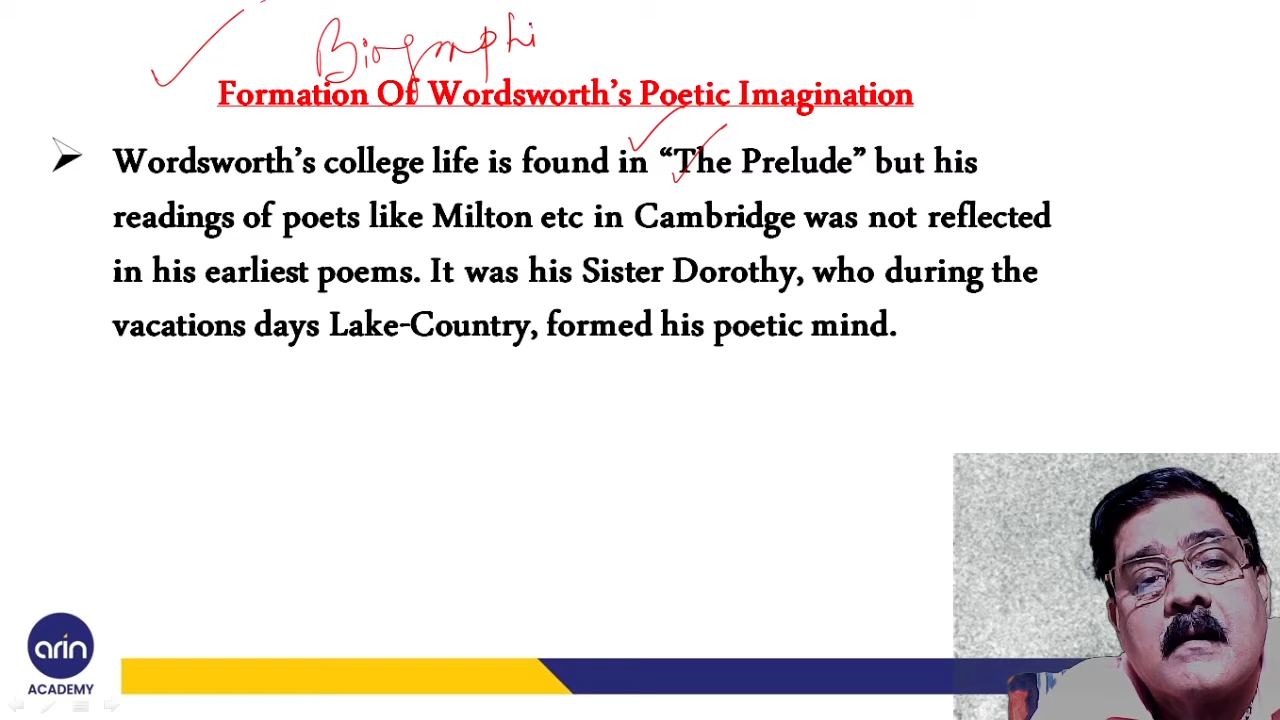 Biographi
Formation Of Wordsworth’s Poetic Imagination
Wordsworth’s college life is found in “The Prelude” but his
readings of poets like Milton etc in Cambridge was not reflected
in his earliest poems. It was his Sister Dorothy, who during the
vacations days Lake-Country, formed his poetic mind.
arin
ACADEMY